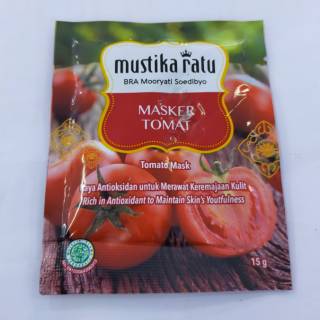 mustika ratu
BRA Mooryati Soedibyo
MASKER
TOMAT
Tomato Mask
Kaya Antioksidan untuk Merawat Keremajaan Kulit
Rich in Antioxidant to Maintain Skin's Youthfulness
15 g